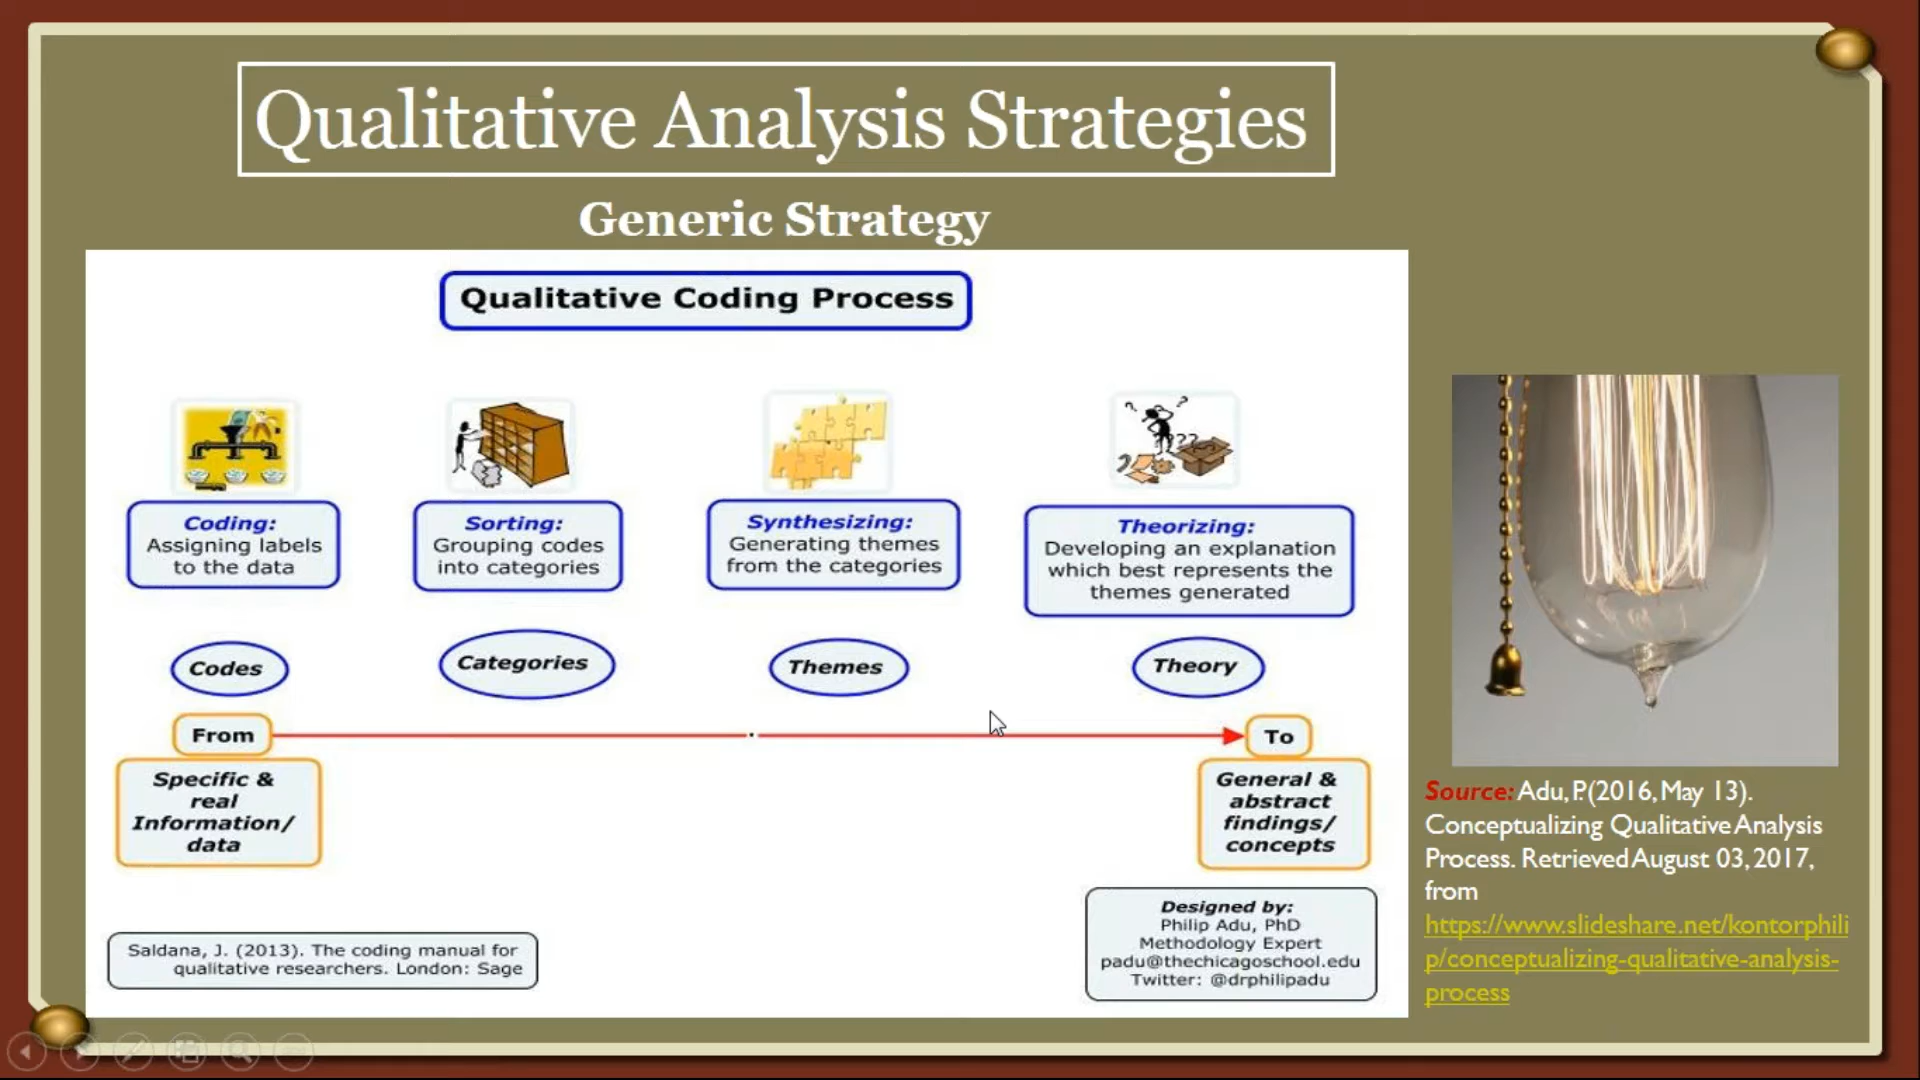 Qualitative Analysis Strategies
Generic Strategy
Qualitative Coding Process
Coding:
Assigning labels
to the data
Sorting:
Grouping codes
into categories
Synthesizing:
Generating themes
from the categories
Theorizing:
Developing an explanation
which best represents the
themes generated
Codes
Categories
Themes
Theory
From
To
Specific &
real
Information/
data
General &
abstract
findings/
concepts
Saldana, J. (2013). The coding manual for
qualitative researchers. London: Sage
Designed by:
Philip Adu, PhD
Methodology Expert
padu@thechicagoschool.edu
Twitter: @drphilipadu
Source: Adu, P. (2016, May 13).
Conceptualizing Qualitative Analysis
Process. Retrieved August 03, 2017,
from
https://www.slideshare.net/kontorphili
p/conceptualizing-qualitative-analysis-
process